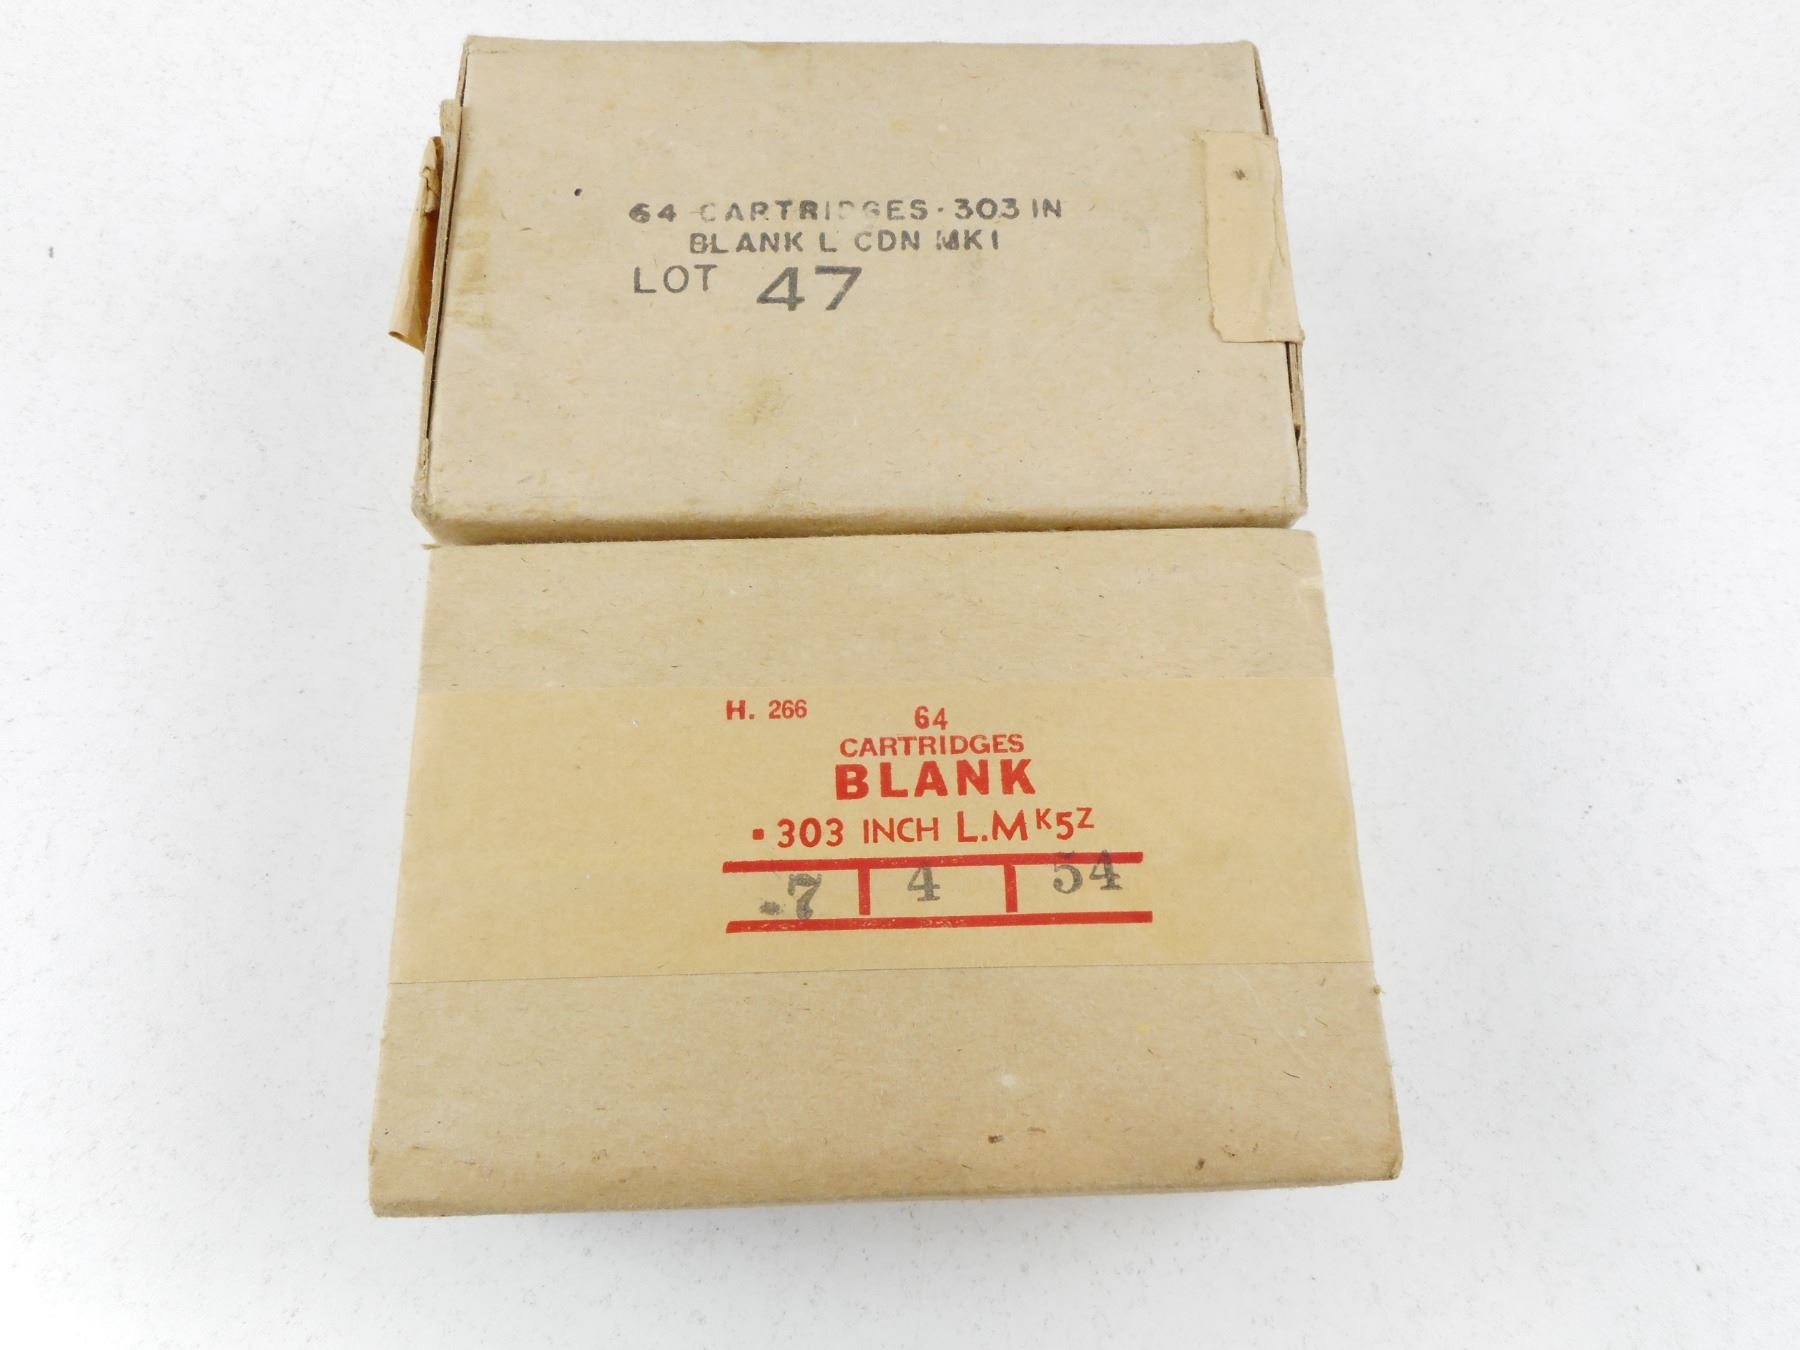 64 CARTRIDGES .303 IN
BLANK L CDN MK1
LOT 47
H. 266
64
CARTRIDGES
BLANK
.303 INCH L.MK5Z
7 4 54